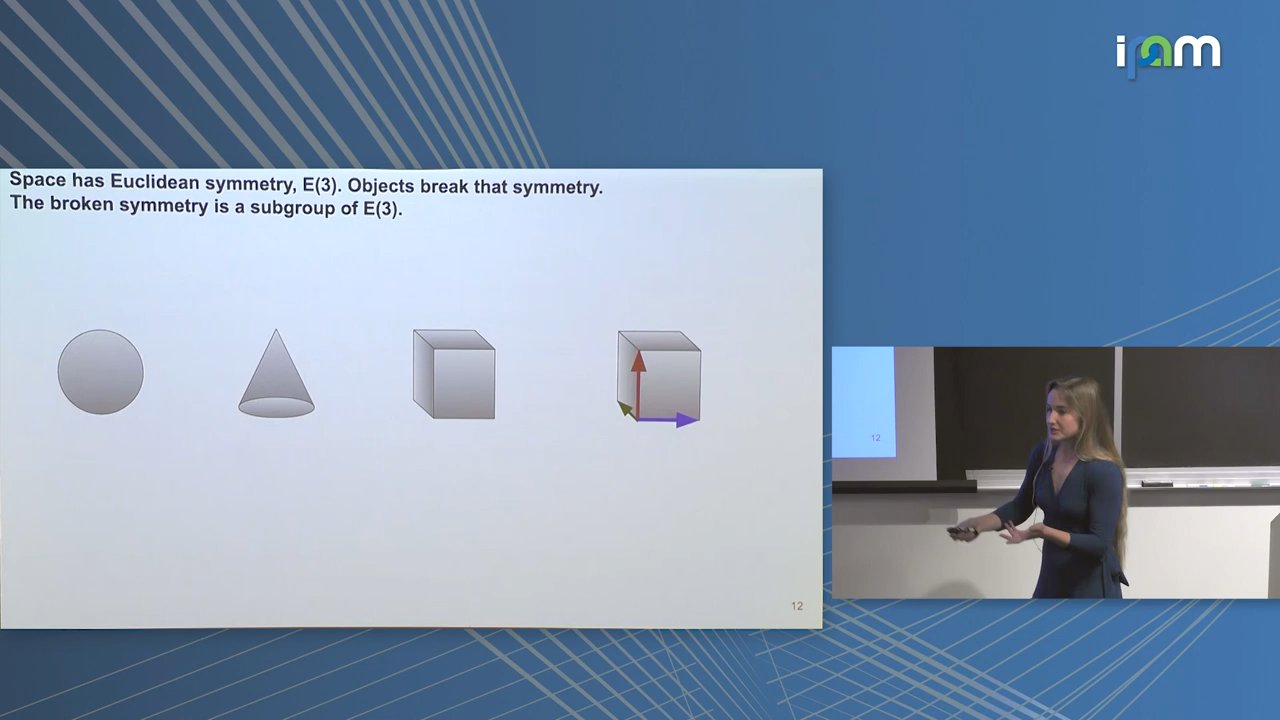 ipam
Space has Euclidean symmetry, E(3). Objects break that symmetry.
The broken symmetry is a subgroup of E(3).
12
12